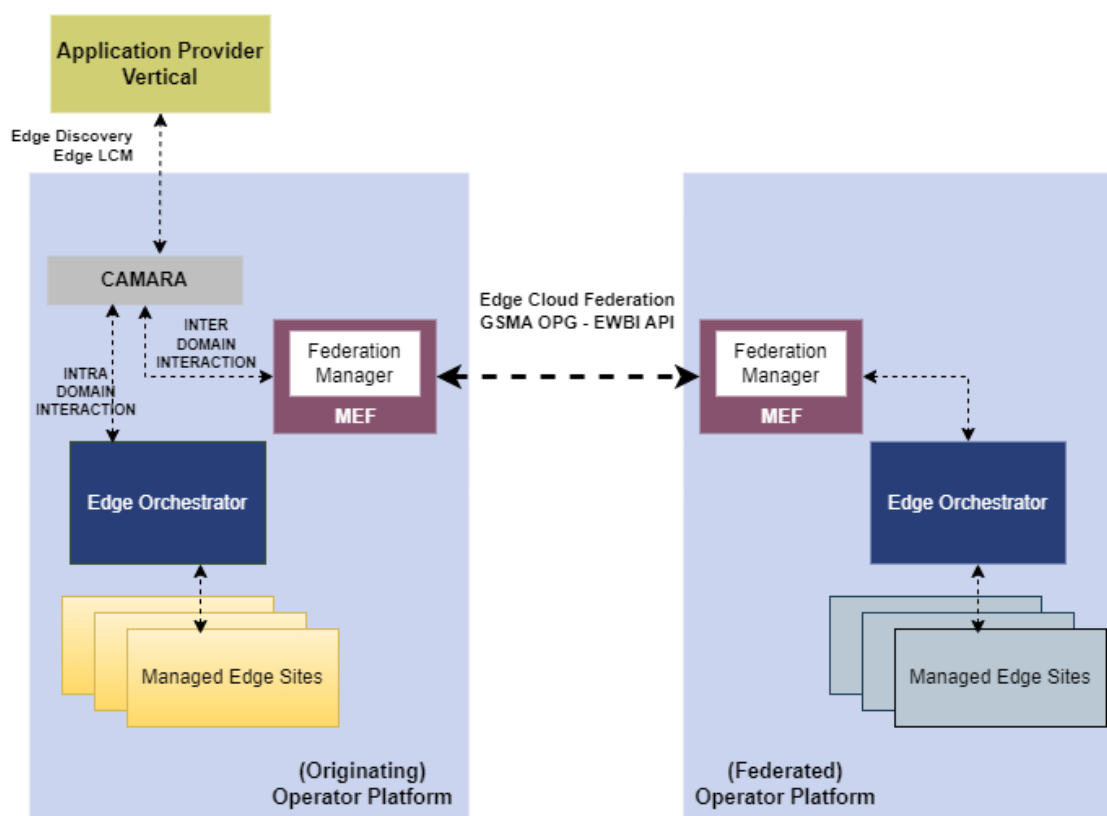 Application Provider
Vertical
Edge Discovery
Edge LCM
CAMARA
INTER
DOMAIN
INTERACTION
INTRA
DOMAIN
INTERACTION
Federation
Manager
MEF
Edge Cloud Federation
GSMA OPG - EWBI API
Federation
Manager
MEF
Edge Orchestrator
Edge Orchestrator
Managed Edge Sites
Managed Edge Sites
(Originating)
Operator Platform
(Federated)
Operator Platform